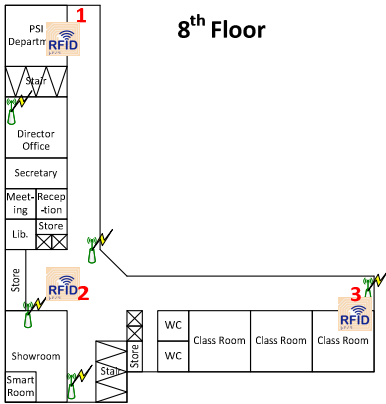 1
8th Floor
PSI
Departm
RFID
Stair
Director
Office
Secretary
Meet-
ing
Recep
-tion
Lib.
Store
Store
RFID
2
3
RFID
Showroom
Smart
Room
Stair
Store
WC
WC
Class Room
Class Room
Class Room